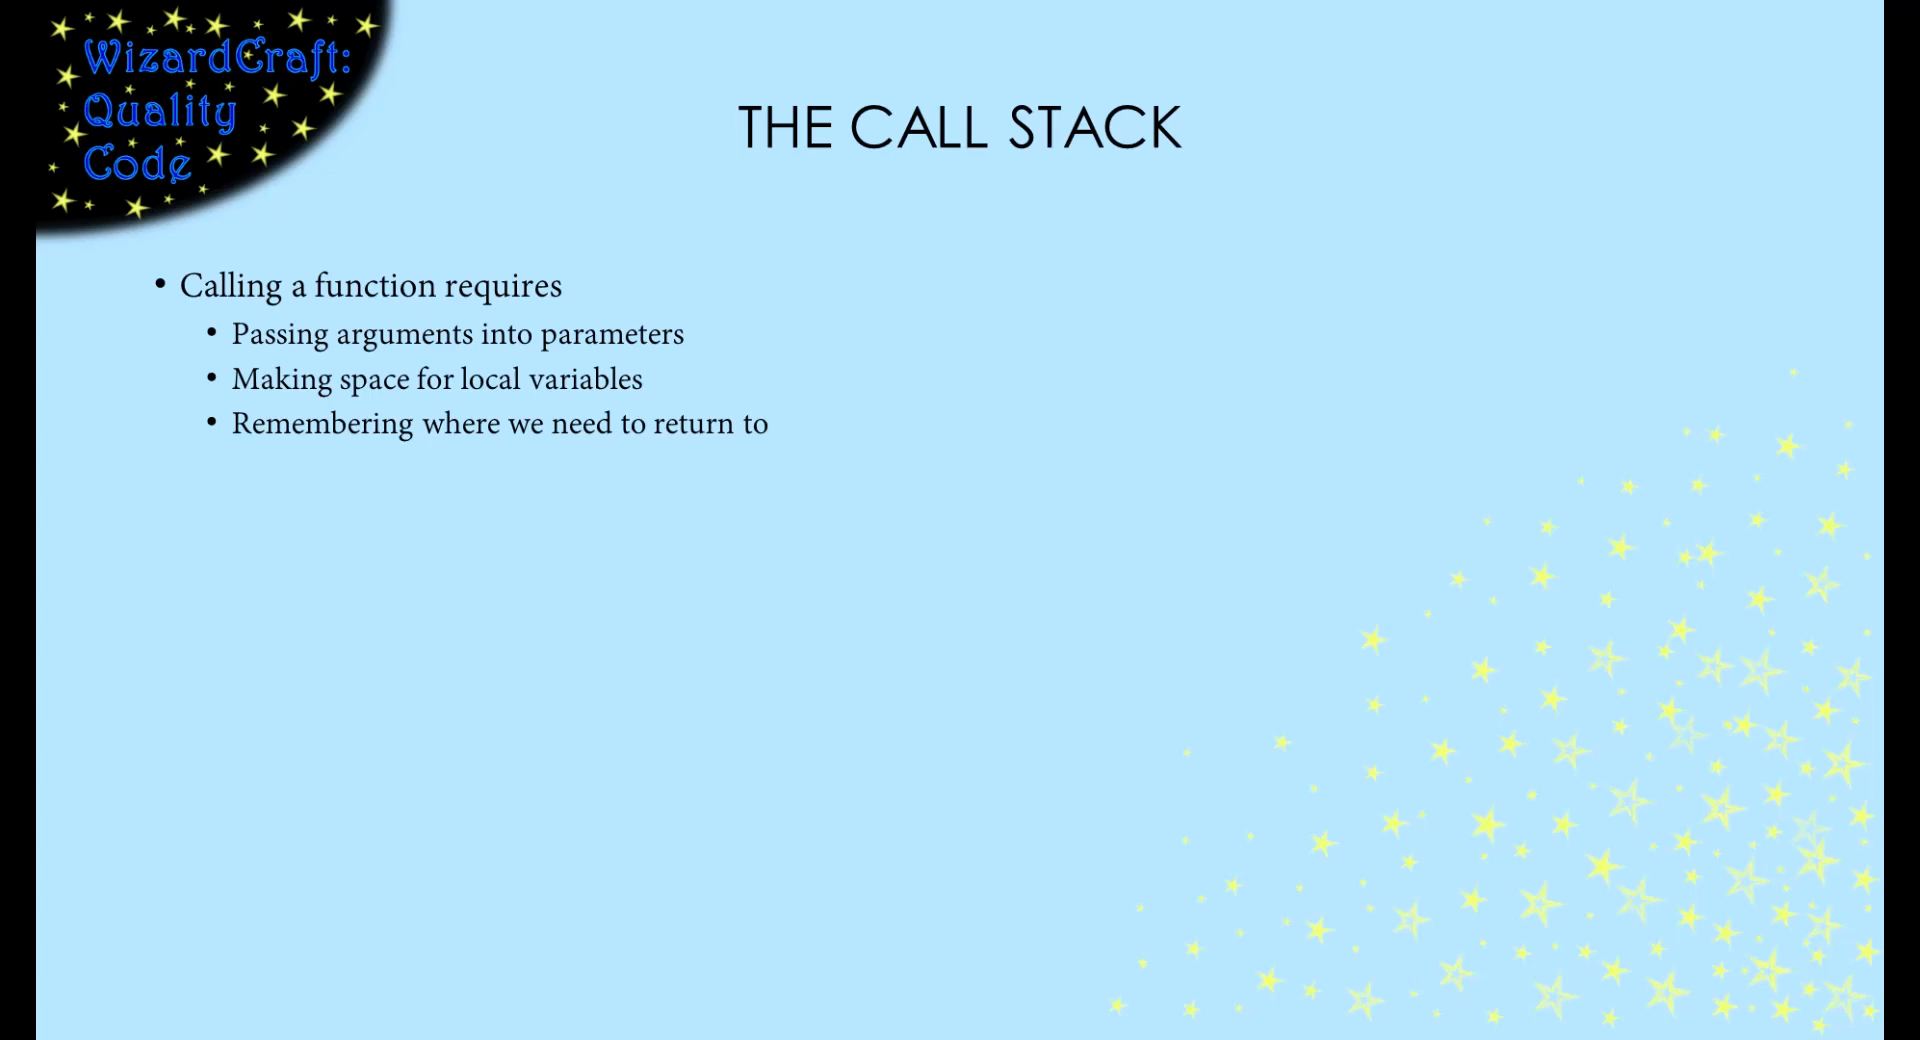 WizardCraft:
Quality
Code
THE CALL STACK
• Calling a function requires
• Passing arguments into parameters
• Making space for local variables
• Remembering where we need to return to